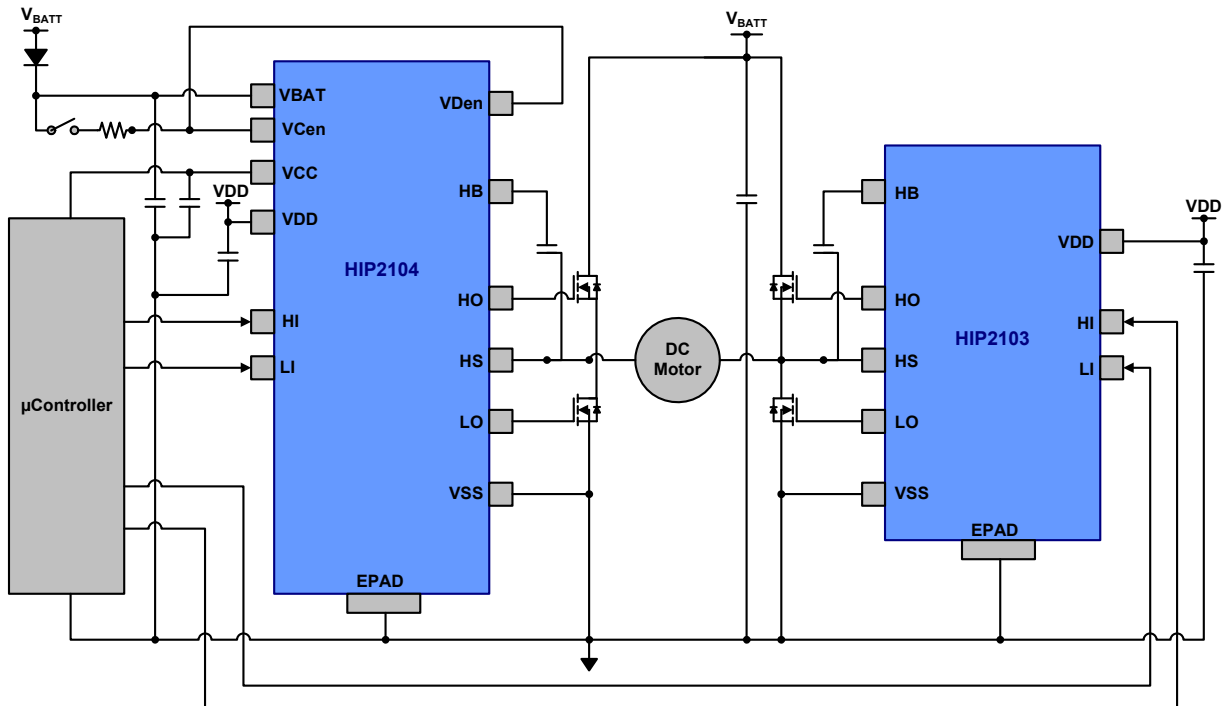 VBATT
VBATT
VBAT
VDen
VCen
VCC
VDD
VDD
HB
HB
VDD
VDD
HIP2104
HO
HO
HI
HI
HIP2103
HS
DC
Motor
HS
LI
LI
µController
LO
LO
VSS
VSS
EPAD
EPAD